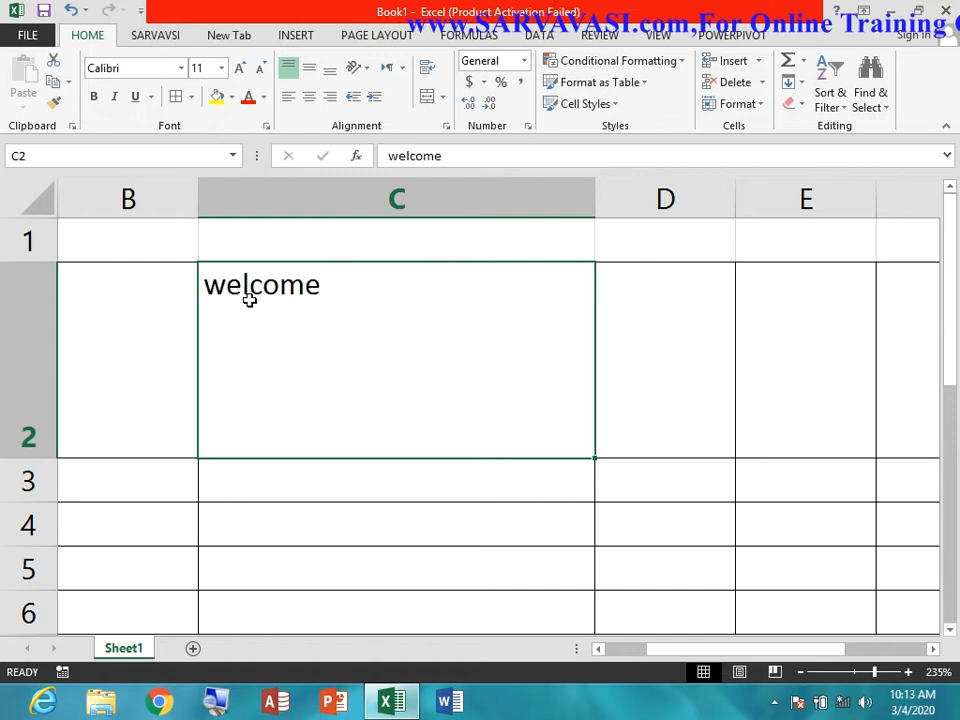 Book1 - Excel (Product Activation Failed)
www.SARVAVASI.com,For Online Training
FILE HOME SARVAVSI New Tab INSERT PAGE LAYOUT FORMULAS DATA REVIEW VIEW POWERPIVOT Sign in
Paste
Calibri 11
B I U
General
$ % ,
Conditional Formatting
Format as Table
Cell Styles
Insert
Delete
Format
Sort & Filter
Find & Select
Clipboard Font Alignment Number Styles Cells Editing
C2 fx welcome
B C D E
1
welcome
2
3
4
5
6
Sheet1
READY 235%
10:13 AM
3/4/2020